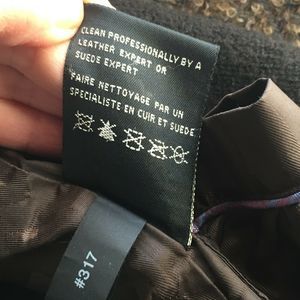 CLEAN PROFESSIONALLY BY A
LEATHER EXPERT OR
SUEDE EXPERT
FAIRE NETTOYAGE PAR UN
SPECIALISTE EN CUIR ET SUEDE
#317